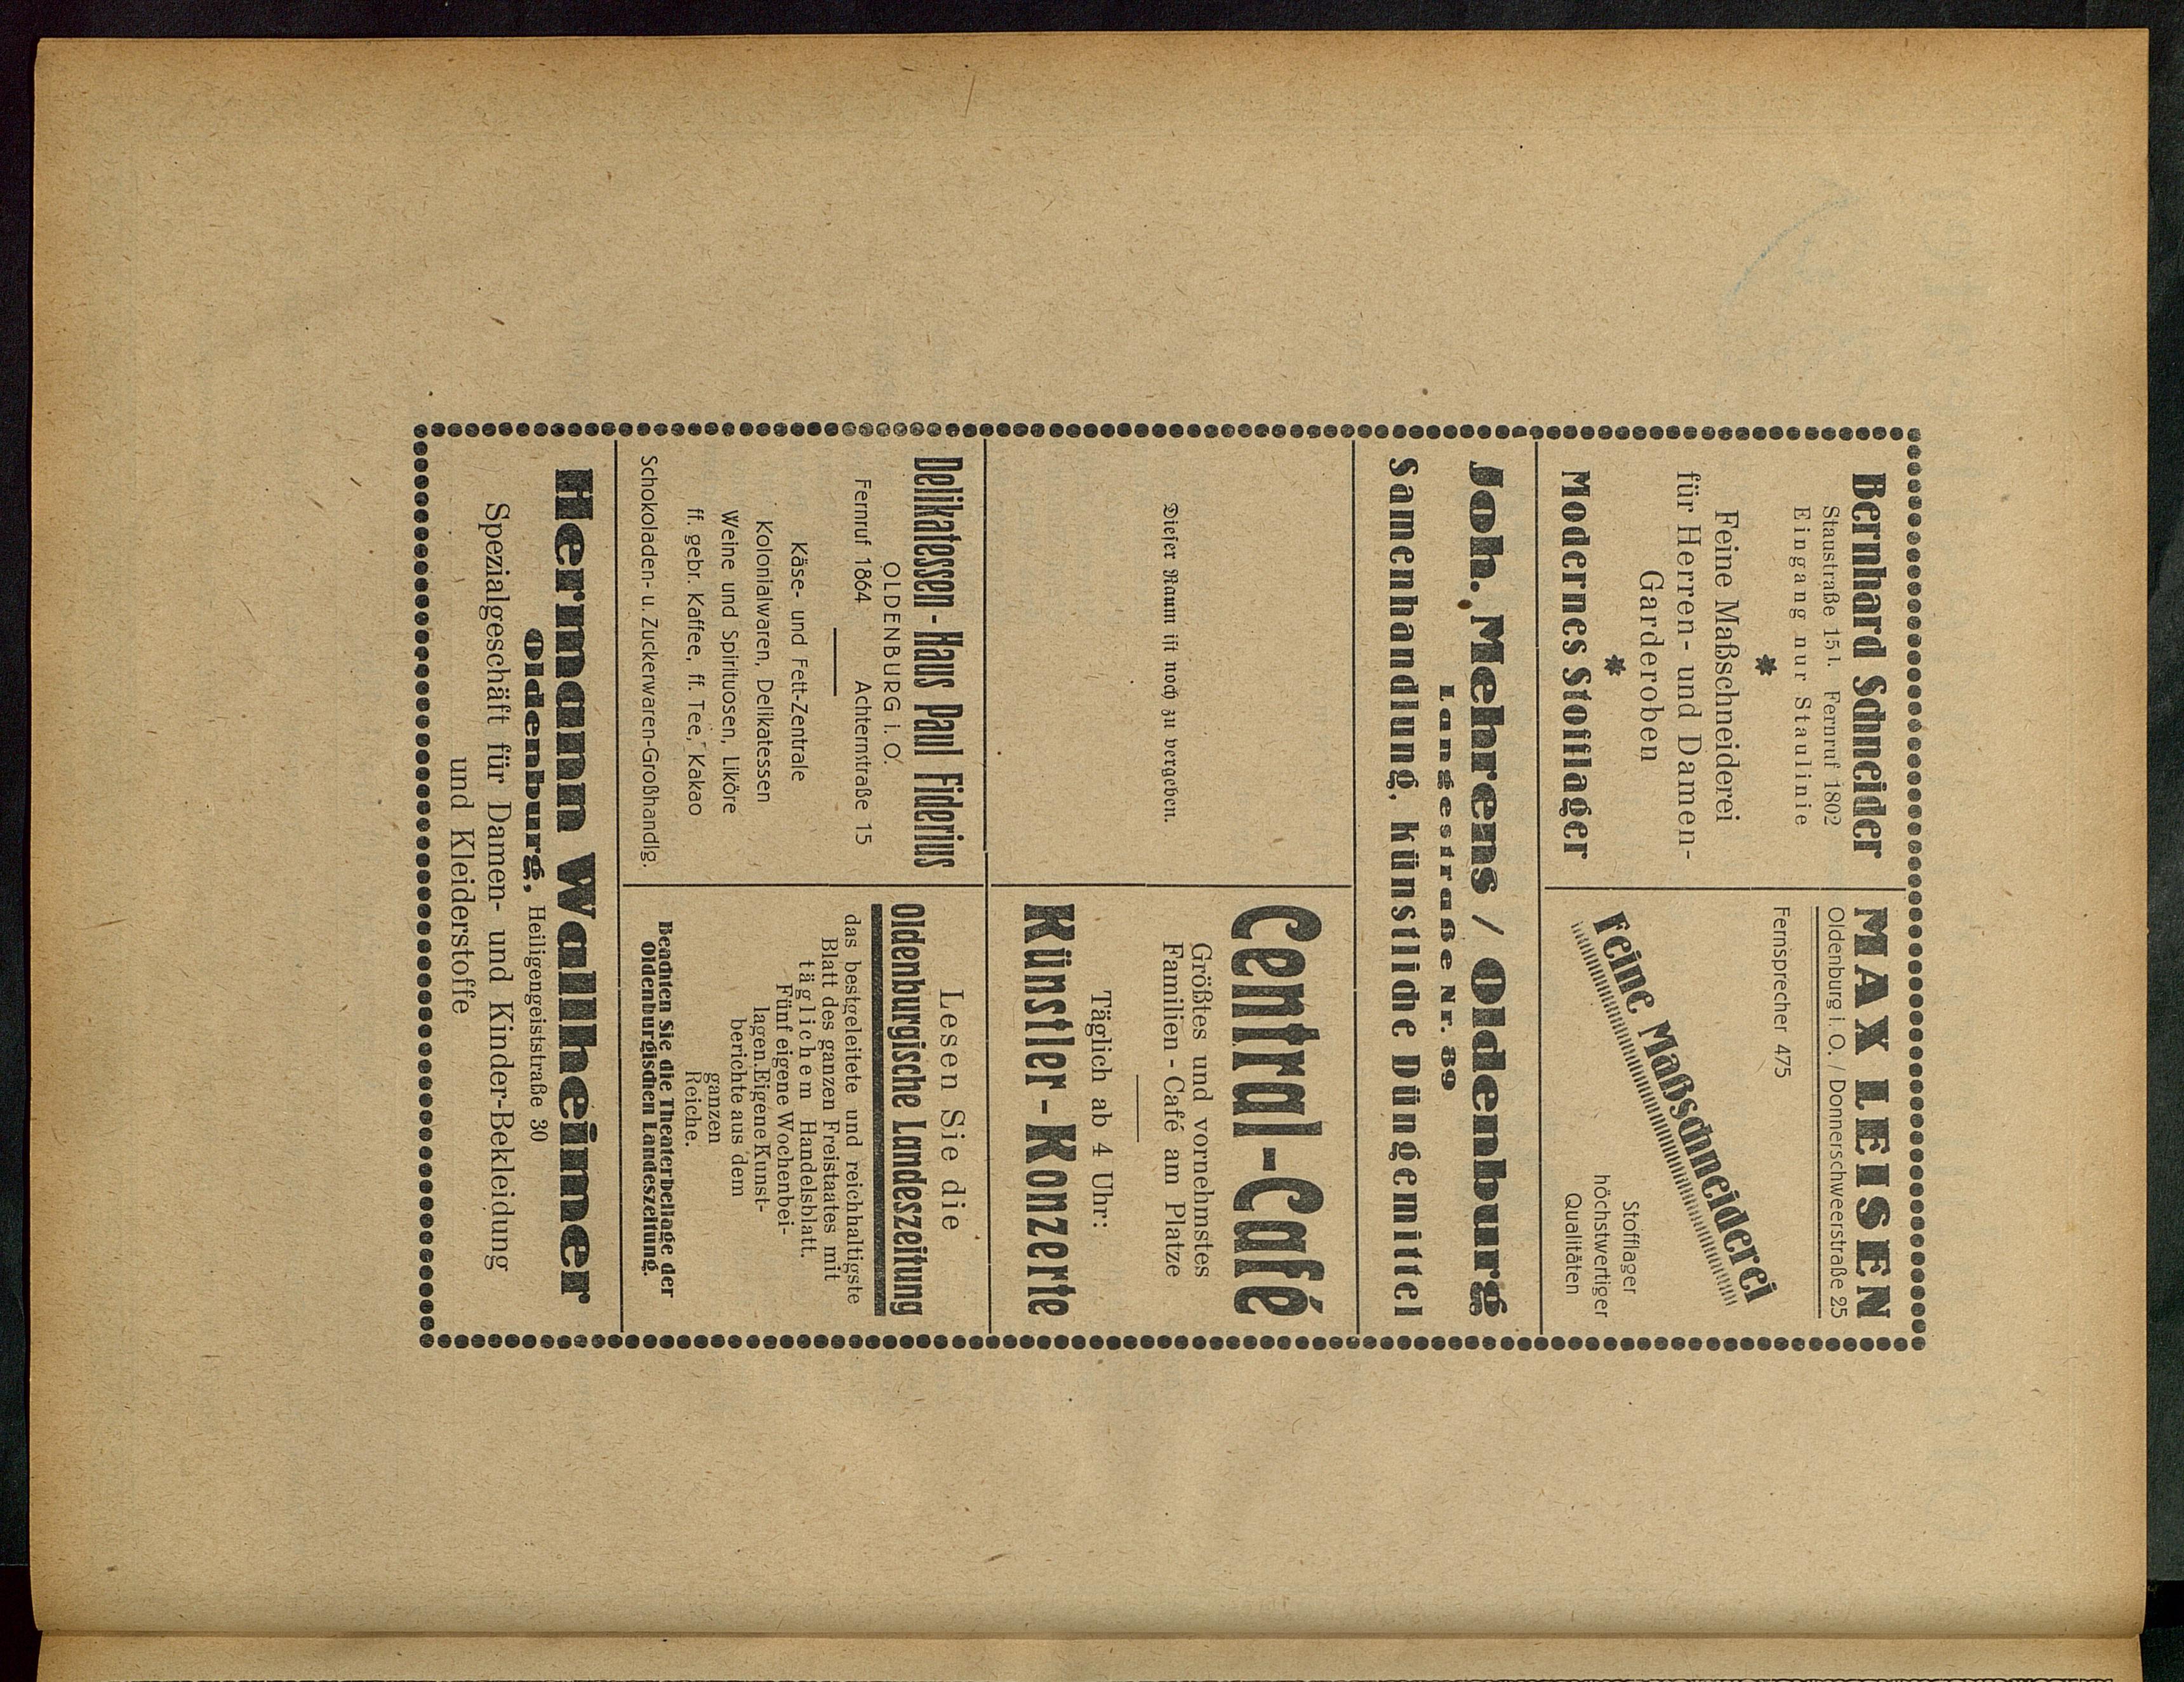 Bernhard Schneider
Staustraße 15 I. Fernruf 1802
Eingang nur Staulinie
*
Feine Maßschneiderei
für Herren- und Damen-
Garderoben
*
Modernes Stofflager
MAX LEISEN
Oldenburg i. O. / Donnerschweerstraße 25
Fernsprecher 475
Feine Maßschneiderei
Stofflager
höchstwertiger
Qualitäten
Joh. Mehrens / Oldenburg
Langestraße Nr. 89
Samenhandlung, künstliche Düngemittel
Dieser Raum ist noch zu vergeben.
Central-Café
Größtes und vornehmstes
Familien-Café am Platze
Täglich ab 4 Uhr:
Künstler-Konzerte
Delikatessen-Haus Paul Fiderius
OLDENBURG i. O.
Fernruf 1864 Achternstraße 15
Käse- und Fett-Zentrale
Kolonialwaren, Delikatessen
Weine und Spirituosen, Liköre
ff. gebr. Kaffee, ff. Tee, Kakao
Schokoladen- u. Zuckerwaren-Großhandlg.
Lesen Sie die
Oldenburgische Landeszeitung
das bestgeleitete und reichhaltigste
Blatt des ganzen Freistaates mit
täglichem Handelsblatt.
Fünf eigene Wochenbei-
lagen. Eigene Kunst-
berichte aus dem
ganzen
Reiche.
Beachten Sie die Theaterbeilage der
Oldenburgischen Landeszeitung.
Hermann Wallheimer
Oldenburg, Heiligengeiststraße 30
Spezialgeschäft für Damen- und Kinder-Bekleidung
und Kleiderstoffe